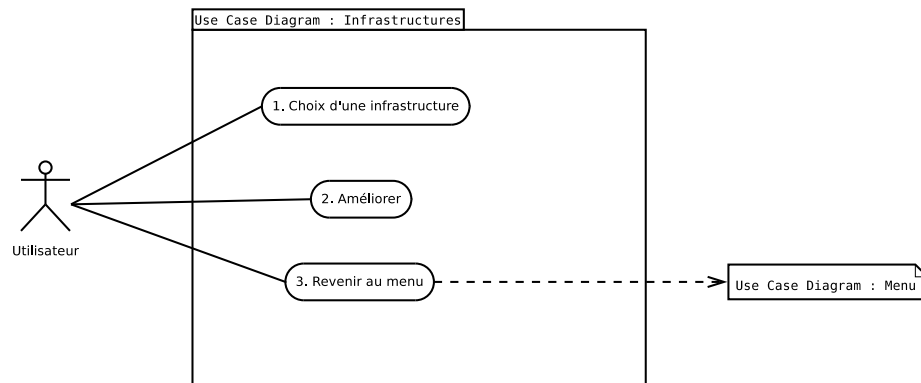 Use Case Diagram : Infrastructures
1. Choix d'une infrastructure
2. Améliorer
Utilisateur
3. Revenir au menu
Use Case Diagram : Menu